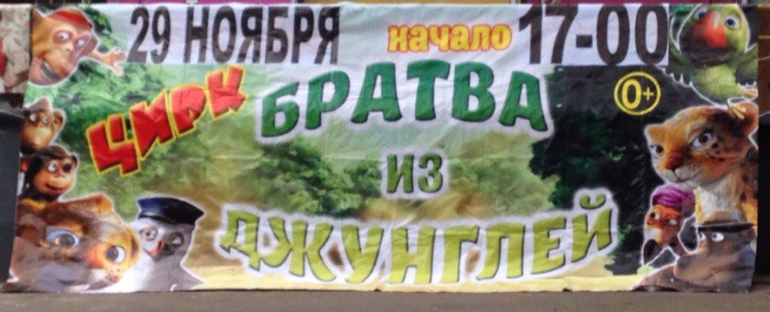 29 НОЯБРЯ начало 17-00
ЦИРК
БРАТВА
0+
ИЗ
ДЖУНГЛЕЙ